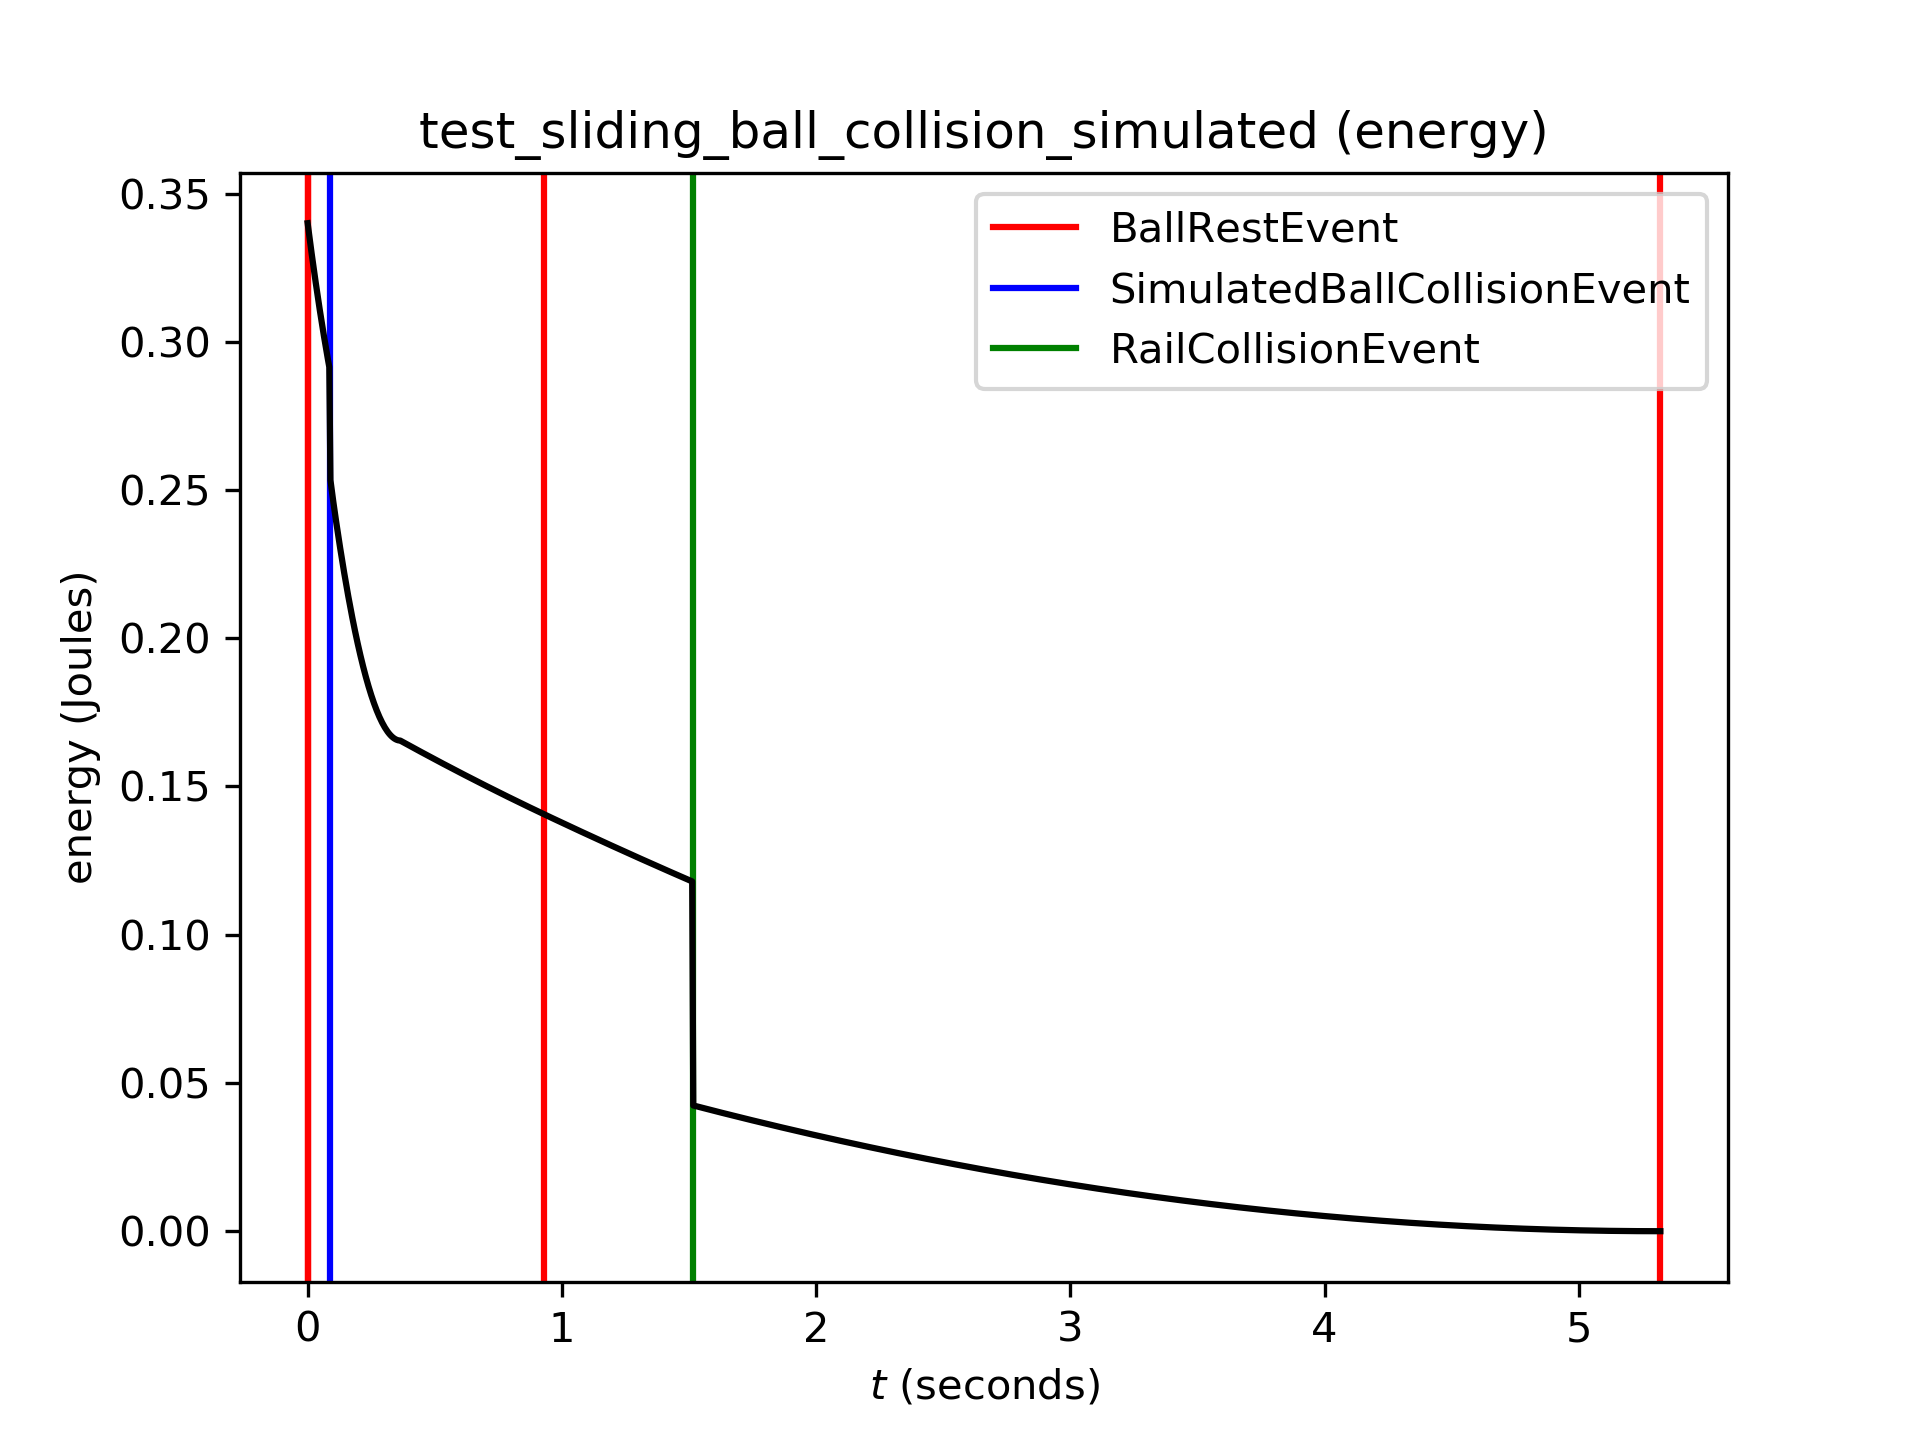 test_sliding_ball_collision_simulated (energy)
0.35
0.30
0.25
0.20
0.15
0.10
0.05
0.00
energy (Joules)
BallRestEvent
SimulatedBallCollisionEvent
RailCollisionEvent
0 1 2 3 4 5
t (seconds)